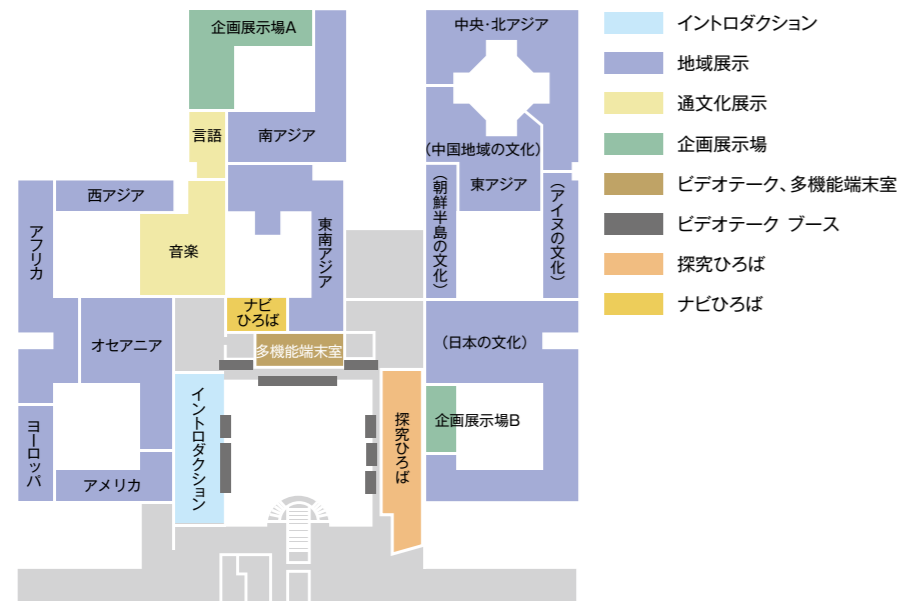 企画展示場A
言語
南アジア
西アジア
アフリカ
音楽
東南アジア
ナビ
ひろば
多機能端末室
オセアニア
イントロダクション
ヨーロッパ
アメリカ
中央・北アジア
（中国地域の文化）
東アジア
（朝鮮半島の文化）
（アイヌの文化）
（日本の文化）
企画展示場B
探究ひろば
イントロダクション
地域展示
通文化展示
企画展示場
ビデオテーク、多機能端末室
ビデオテーク ブース
探究ひろば
ナビひろば